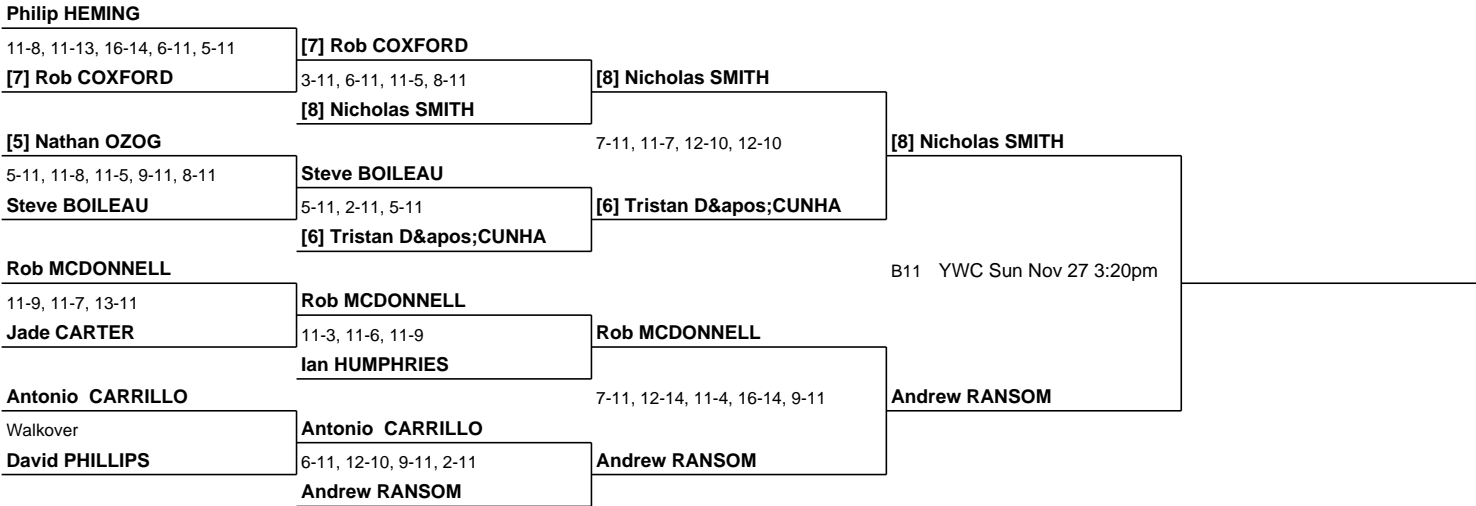 Philip HEMING
11-8, 11-13, 16-14, 6-11, 5-11
[7] Rob COXFORD
[5] Nathan OZOG
5-11, 11-8, 11-5, 9-11, 8-11
Steve BOILEAU
Rob MCDONNELL
11-9, 11-7, 13-11
Jade CARTER
Antonio  CARRILLO
Walkover
David PHILLIPS
[7] Rob COXFORD
3-11, 6-11, 11-5, 8-11
[8] Nicholas SMITH
Steve BOILEAU
5-11, 2-11, 5-11
[6] Tristan D&apos;CUNHA
Rob MCDONNELL
11-3, 11-6, 11-9
Ian HUMPHRIES
Antonio  CARRILLO
6-11, 12-10, 9-11, 2-11
Andrew RANSOM
[8] Nicholas SMITH
7-11, 11-7, 12-10, 12-10
[6] Tristan D&apos;CUNHA
Rob MCDONNELL
7-11, 12-14, 11-4, 16-14, 9-11
Andrew RANSOM
[8] Nicholas SMITH
B11 YWC Sun Nov 27 3:20pm
Andrew RANSOM